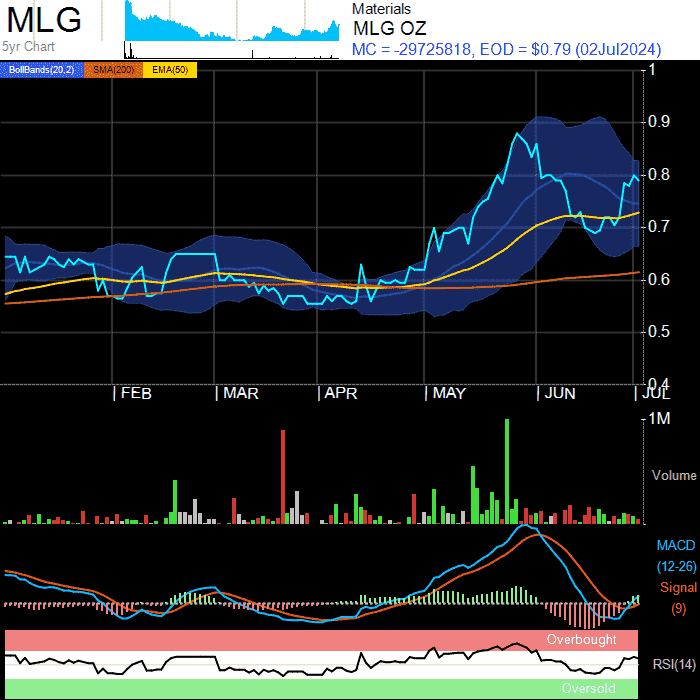 MLG
5yr Chart
Materials
MLG OZ
MC = -29725818, EOD = $0.79 (02Jul2024)
BollBands(20,2) SMA(200) EMA(50)
1
0.9
0.8
0.7
0.6
0.5
0.4
FEB MAR APR MAY JUN JUL
1M
Volume
MACD
(12-26)
Signal
(9)
Overbought
RSI(14)
Oversold